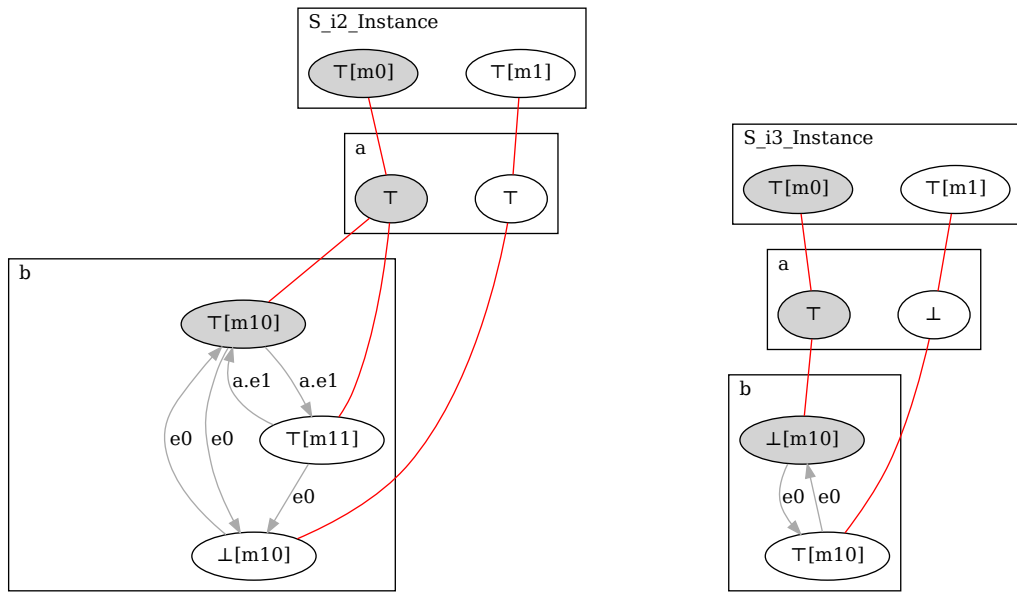 S_i2_Instance
⊤[m0]
⊤[m1]
a
⊤
⊤
b
⊤[m10]
a.e1
a.e1
e0
e0
⊤[m11]
e0
⊥[m10]
S_i3_Instance
⊤[m0]
⊤[m1]
a
⊤
⊥
b
⊥[m10]
e0
e0
⊤[m10]